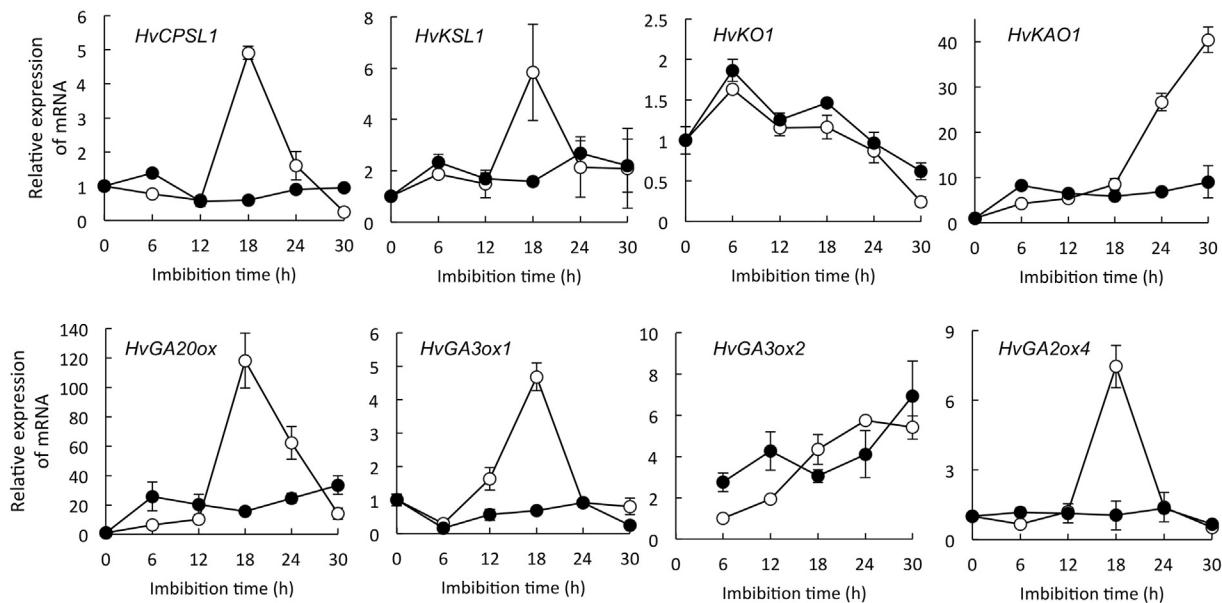 HvCPSL1
Relative expression
of mRNA
6
5
4
3
2
1
0
0 6 12 18 24 30
Imbibition time (h)
HvKSL1
8
6
4
2
0
0 6 12 18 24 30
Imbibition time (h)
HvKO1
2.5
2
1.5
1
0.5
0
0 6 12 18 24 30
Imbibition time (h)
HvKAO1
40
30
20
10
0
0 6 12 18 24 30
Imbibition time (h)
HvGA20ox
Relative expression
of mRNA
140
120
100
80
60
40
20
0
0 6 12 18 24 30
Imbibition time (h)
HvGA3ox1
6
5
4
3
2
1
0
0 6 12 18 24 30
Imbibition time (h)
HvGA3ox2
10
8
6
4
2
0
0 6 12 18 24 30
Imbibition time (h)
HvGA2ox4
9
6
3
0
0 6 12 18 24 30
Imbibition time (h)